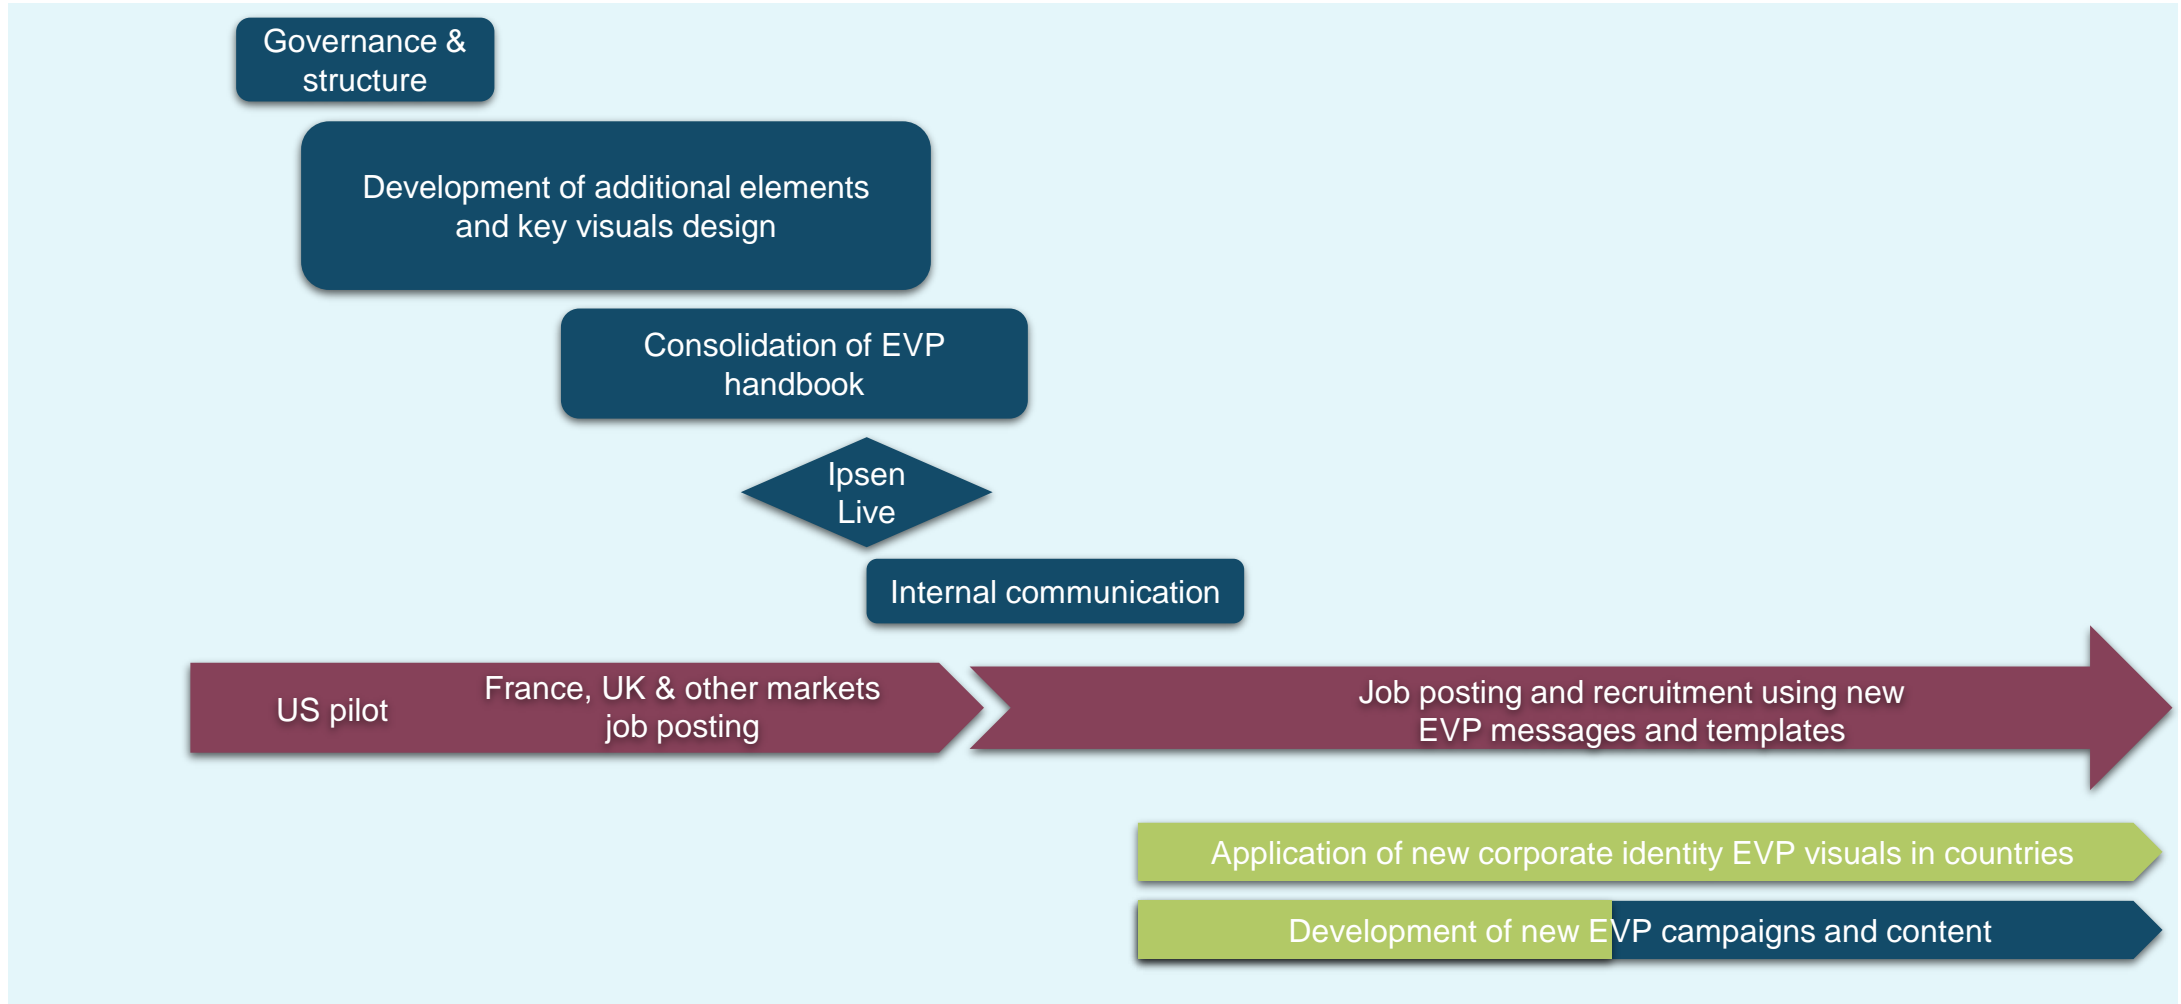 Governance &
structure
Development of additional elements
and key visuals design
Consolidation of EVP
handbook
Ipsen
Live
Internal communication
US pilot
France, UK & other markets
job posting
Job posting and recruitment using new
EVP messages and templates
Application of new corporate identity EVP visuals in countries
Development of new EVP campaigns and content